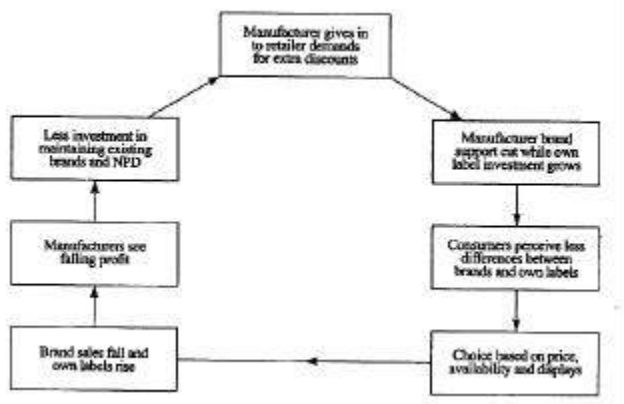 Manufacturer gives in
to retailer demands
for extra discounts
Less investment in
maintaining existing
brands and NPD
Manufacturer brand
support cut while own
label investment grows
Manufacturers see
falling profit
Consumers perceive less
differences between
brands and own labels
Brand sales fall and
own labels rise
Choice based on price,
availability and displays